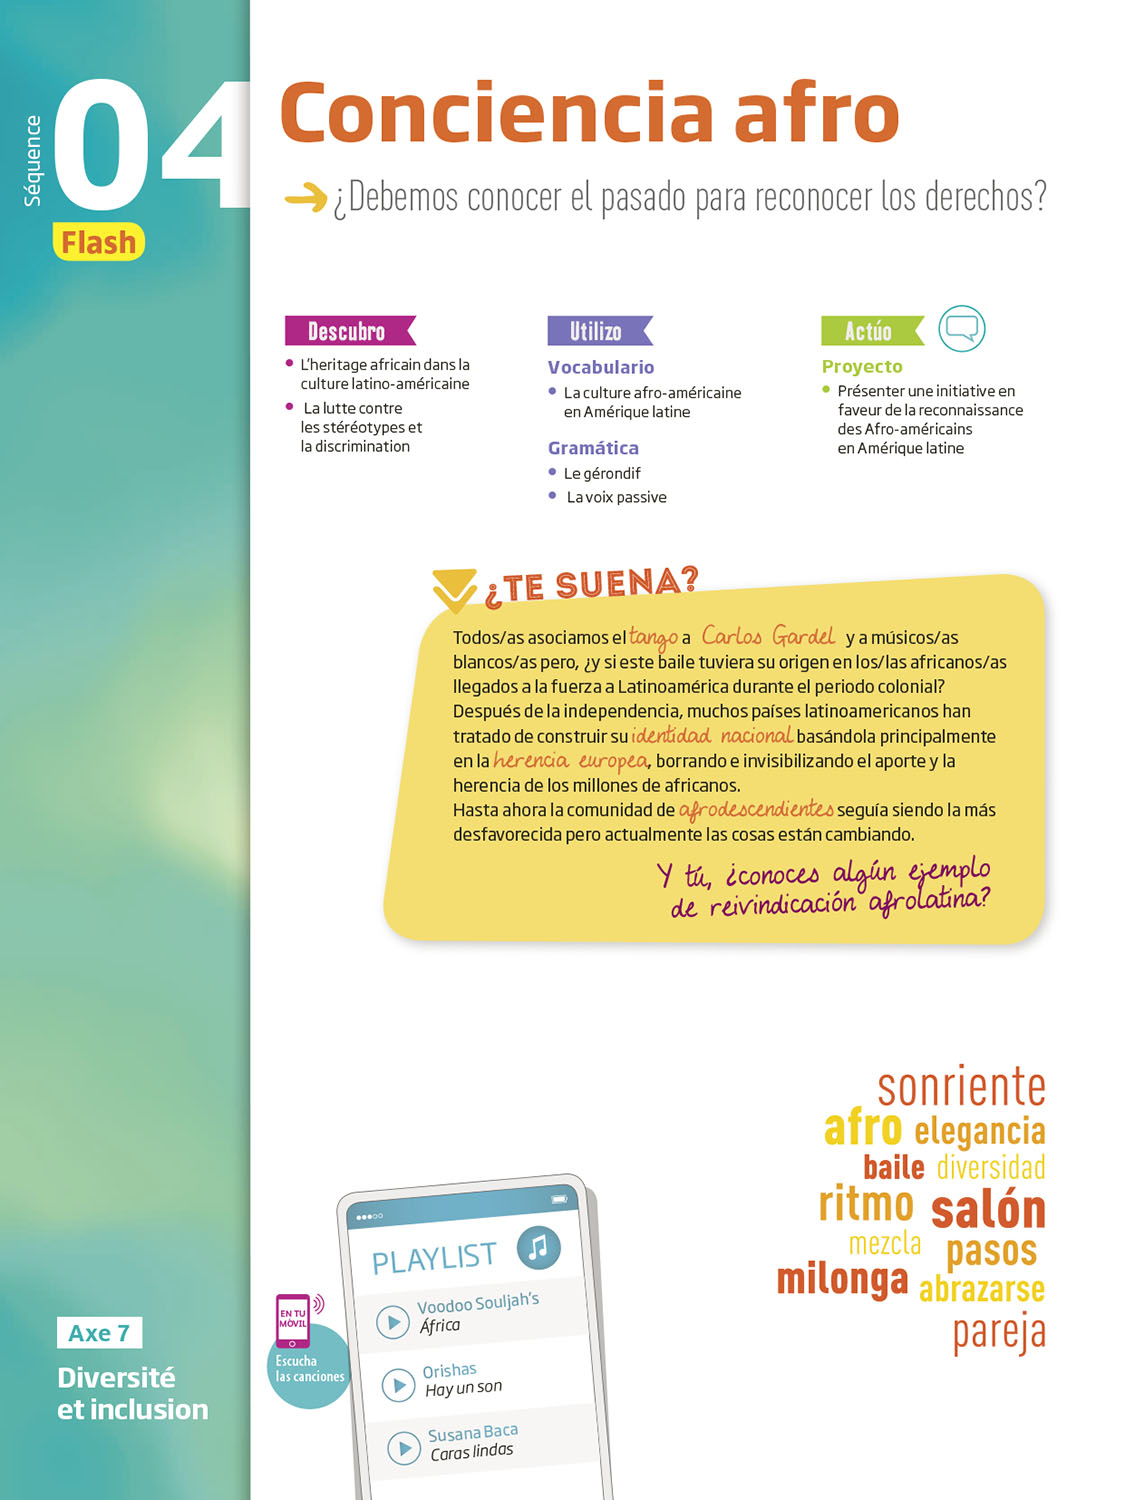 Séquence
04
Flash
Conciencia afro
¿Debemos conocer el pasado para reconocer los derechos?
Descubro
• L'heritage africain dans la
culture latino-américaine
• La lutte contre
les stéréotypes et
la discrimination
Utilizo
Vocabulario
• La culture afro-américaine
en Amérique latine
Gramática
• Le gérondif
• La voix passive
Actúo
Proyecto
• Présenter une initiative en
faveur de la reconnaissance
des Afro-américains
en Amérique latine
¿TE SUENA?
Todos/as asociamos el tango a Carlos Gardel y a músicos/as
blancos/as pero, ¿y si este baile tuviera su origen en los/las africanos/as
llegados a la fuerza a Latinoamérica durante el periodo colonial?
Después de la independencia, muchos países latinoamericanos han
tratado de construir su identidad nacional basándola principalmente
en la herencia europea, borrando e invisibilizando el aporte y la
herencia de los millones de africanos.
Hasta ahora la comunidad de afrodescendientes seguía siendo la más
desfavorecida pero actualmente las cosas están cambiando.
Y tú, ¿conoces algún ejemplo
de reivindicación afrolatina?
sonriente
afro elegancia
baile diversidad
ritmo salón
mezcla pasos
milonga abrazarse
pareja
PLAYLIST
Voodoo Souljah's
África
Orishas
Hay un son
Susana Baca
Caras lindas
EN TU
MÓVIL
Escucha
las canciones
Axe 7
Diversité
et inclusion